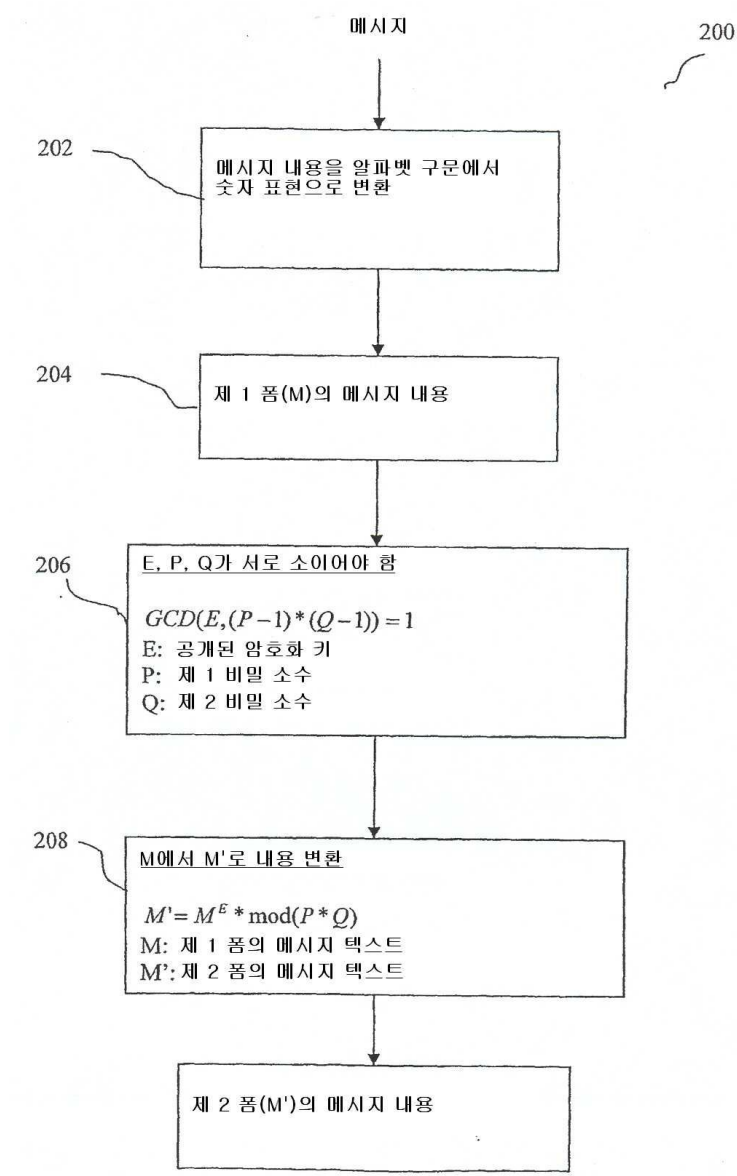 메시지
200
202
메시지 내용을 알파벳 구문에서
숫자 표현으로 변환
204
제 1 폼(M)의 메시지 내용
206
E, P, Q가 서로 소이어야 함
GCD(E,(P-1)*(Q-1))=1
E: 공개된 암호화 키
P: 제 1 비밀 소수
Q: 제 2 비밀 소수
208
M에서 M'로 내용 변환
M'= M^E * mod(P*Q)
M: 제 1 폼의 메시지 텍스트
M’: 제 2 폼의 메시지 텍스트
제 2 폼(M')의 메시지 내용